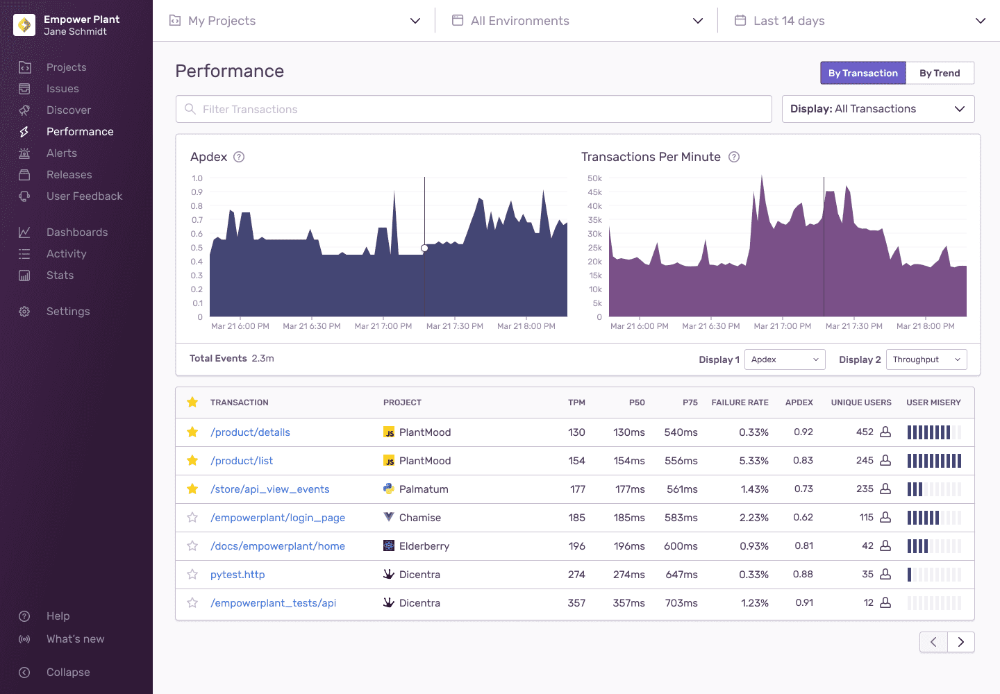 Empower Plant
Jane Schmidt
My Projects
All Environments
Last 14 days
Projects
Issues
Discover
Performance
Alerts
Releases
User Feedback
Dashboards
Activity
Stats
Settings
Help
What's new
Collapse
Performance
By Transaction By Trend
Filter Transactions
Display: All Transactions
Apdex ?
1.0
0.9
0.8
0.7
0.6
0.5
0.4
0.3
0.2
0.1
0
Mar 21 6:00 PM Mar 21 6:30 PM Mar 21 7:00 PM Mar 21 7:30 PM Mar 21 8:00 PM
Transactions Per Minute ?
50k
45k
40k
35k
30k
25k
20k
15k
10k
5k
0
Mar 21 6:00 PM Mar 21 6:30 PM Mar 21 7:00 PM Mar 21 7:30 PM Mar 21 8:00 PM
Total Events 2.3m
Display 1 Apdex
Display 2 Throughput
TRANSACTION PROJECT TPM P50 P75 FAILURE RATE APDEX UNIQUE USERS USER MISERY
/product/details JS PlantMood 130 130ms 540ms 0.33% 0.92 452
/product/list JS PlantMood 154 154ms 556ms 5.33% 0.83 245
/store/api_view_events Palmatum 177 177ms 561ms 1.43% 0.73 235
/empowerplant/login_page Chamise 185 185ms 583ms 2.23% 0.62 115
/docs/empowerplant/home Elderberry 196 196ms 600ms 0.93% 0.81 42
pytest.http Dicentra 274 274ms 647ms 0.33% 0.88 35
/empowerplant_tests/api Dicentra 357 357ms 703ms 1.23% 0.91 12